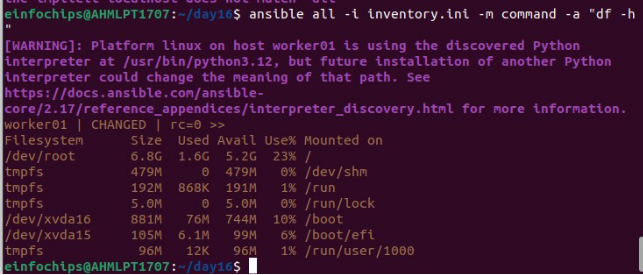 the implicit localhost does not match 'all'
einfochips@AHMLPT1707:~/day16$ ansible all -i inventory.ini -m command -a "df -h
"
[WARNING]: Platform linux on host worker01 is using the discovered Python
interpreter at /usr/bin/python3.12, but future installation of another Python
interpreter could change the meaning of that path. See
https://docs.ansible.com/ansible-
core/2.17/reference_appendices/interpreter_discovery.html for more information.
worker01 | CHANGED | rc=0 >>
Filesystem      Size  Used Avail Use% Mounted on
/dev/root       6.8G  1.6G  5.2G  23% /
tmpfs           479M     0  479M   0% /dev/shm
tmpfs           192M  868K  191M   1% /run
tmpfs           5.0M     0  5.0M   0% /run/lock
/dev/xvda16     881M   76M  744M  10% /boot
/dev/xvda15     105M  6.1M   99M   6% /boot/efi
tmpfs            96M   12K   96M   1% /run/user/1000
einfochips@AHMLPT1707:~/day16$